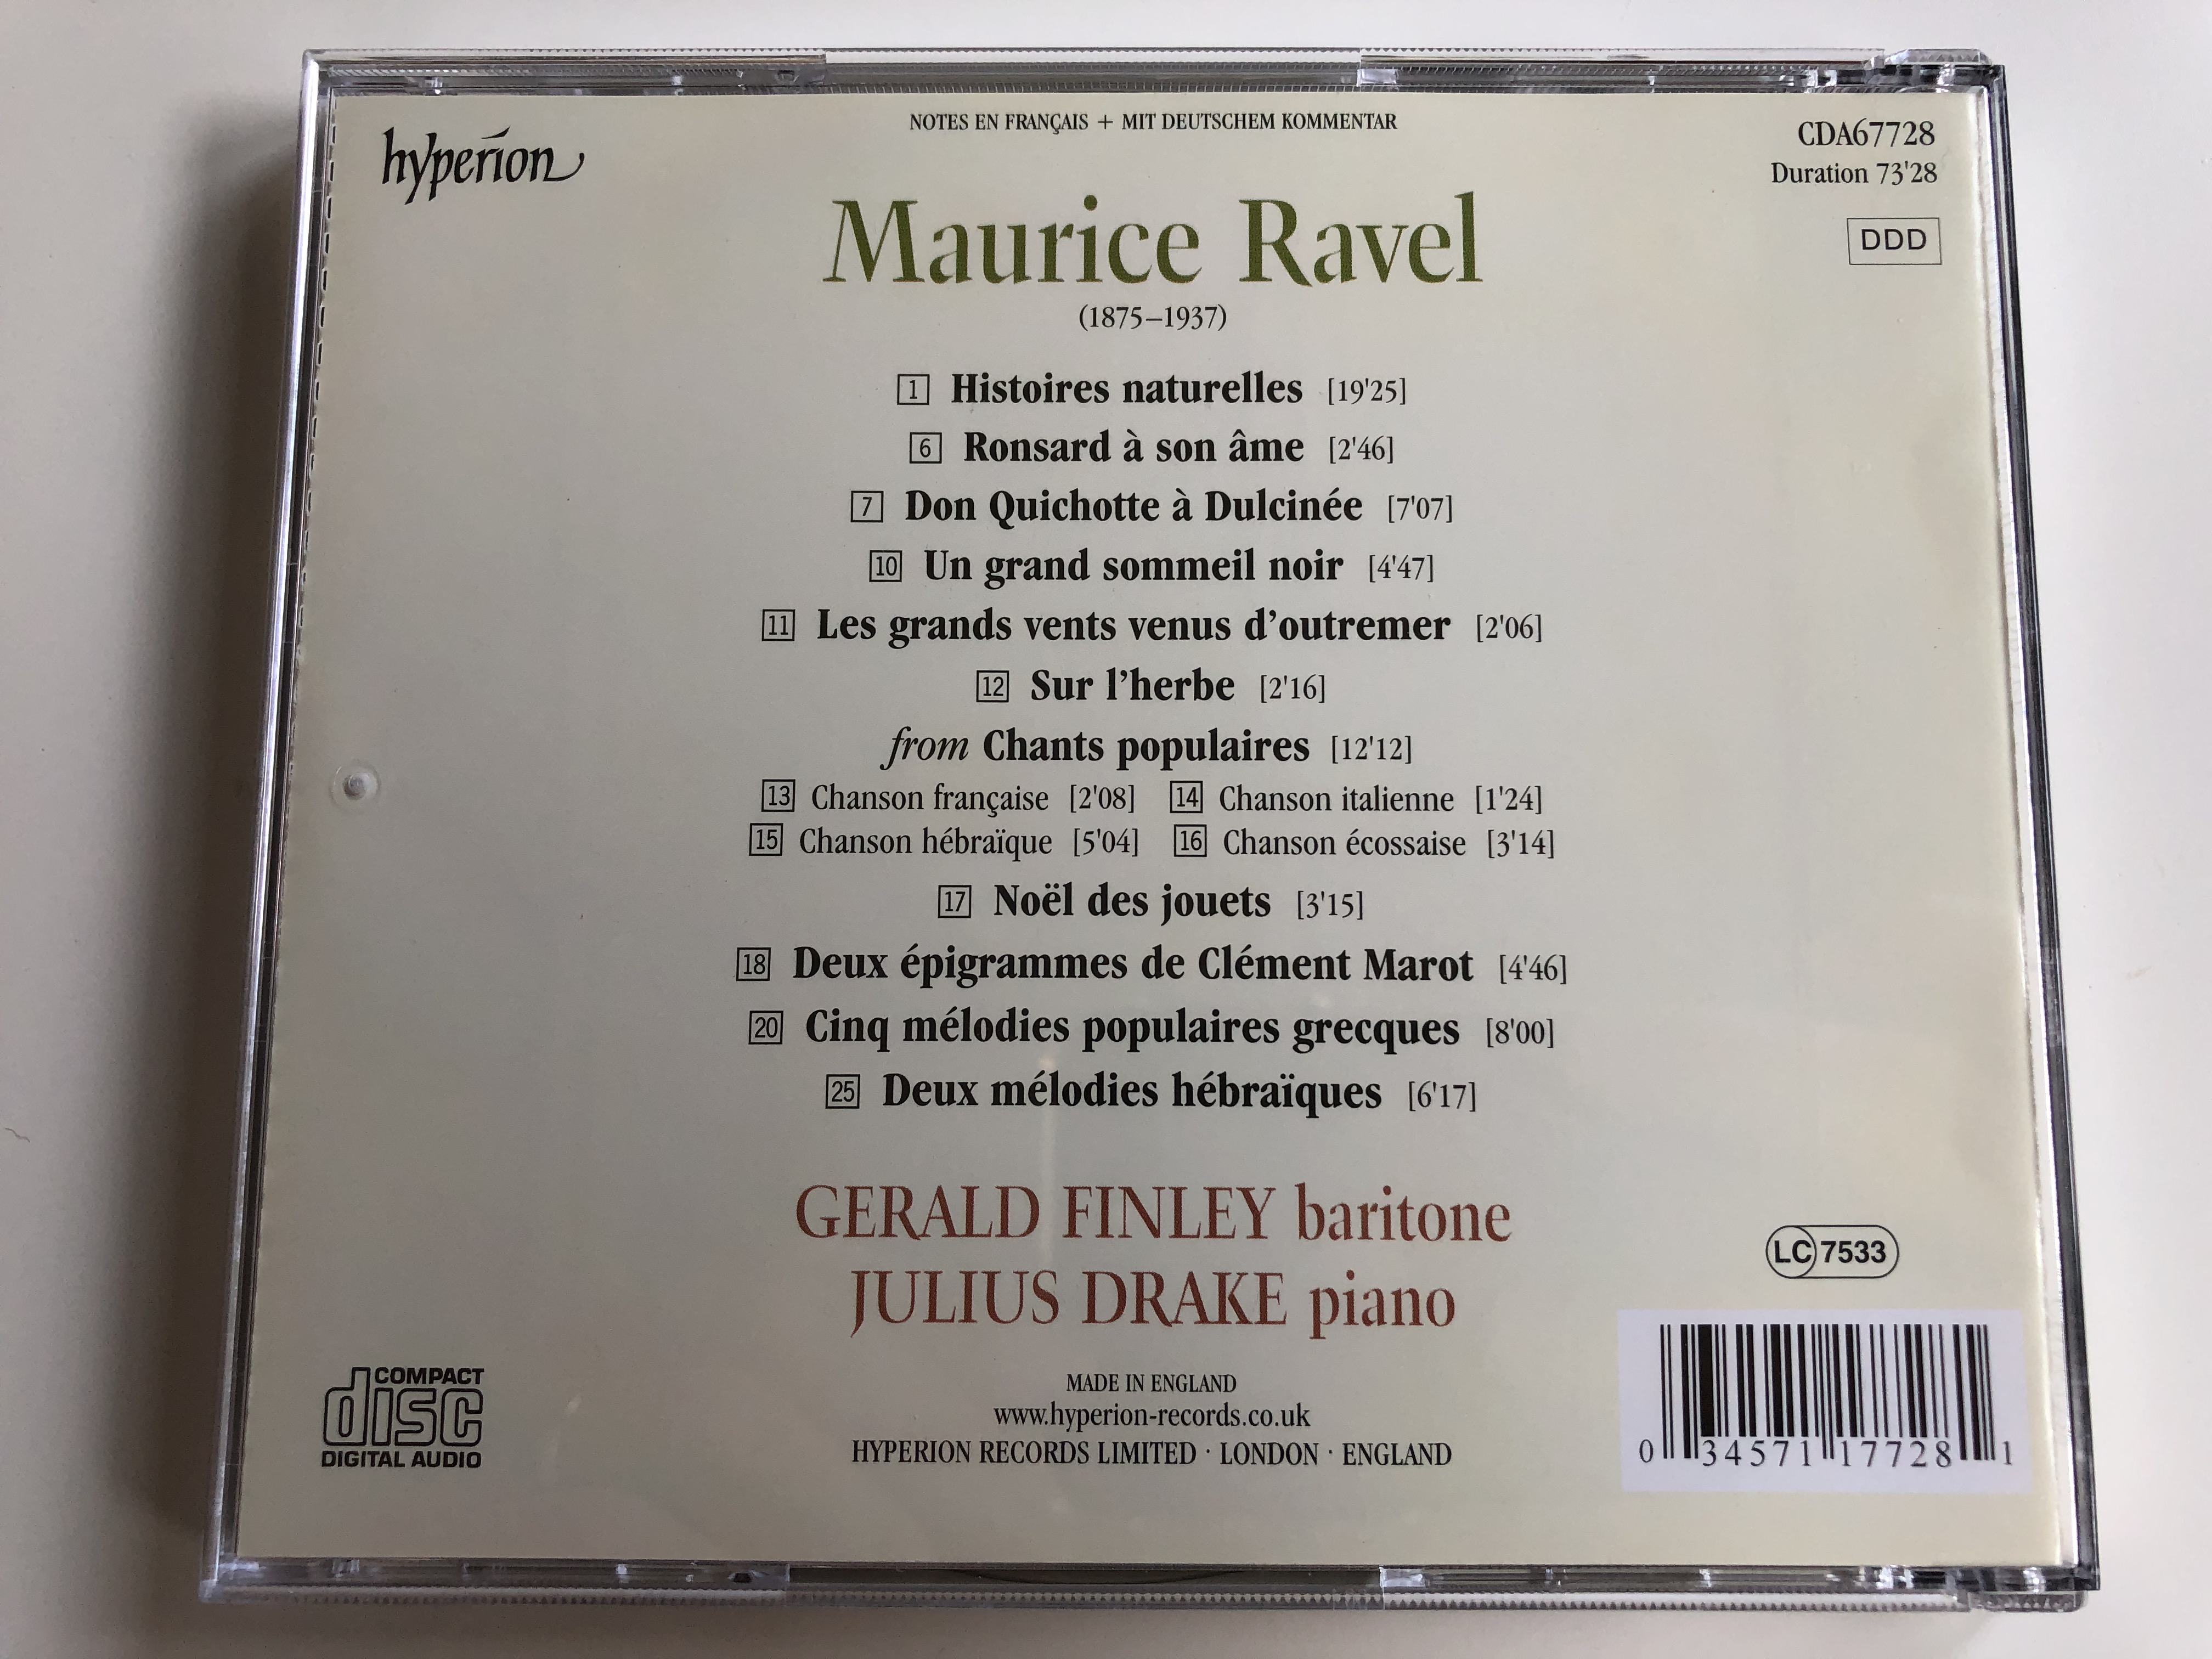 NOTES EN FRANÇAIS + MIT DEUTSCHEM KOMMENTAR
hyperion
CDA67728
Duration 73'28
DDD
Maurice Ravel
(1875–1937)
1 Histoires naturelles [19'25]
6 Ronsard à son âme [2'46]
7 Don Quichotte à Dulcinée [7'07]
10 Un grand sommeil noir [4'47]
11 Les grands vents venus d’outremer [2'06]
12 Sur l’herbe [2'16]
from Chants populaires [12'12]
13 Chanson française [2'08] 14 Chanson italienne [1'24]
15 Chanson hébraïque [5'04] 16 Chanson écossaise [3'14]
17 Noël des jouets [3'15]
18 Deux épigrammes de Clément Marot [4'46]
20 Cinq mélodies populaires grecques [8'00]
25 Deux mélodies hébraïques [6'17]
GERALD FINLEY baritone
JULIUS DRAKE piano
LC 7533
COMPACT
disc
DIGITAL AUDIO
MADE IN ENGLAND
www.hyperion-records.co.uk
HYPERION RECORDS LIMITED · LONDON · ENGLAND
0 34571 17728 1